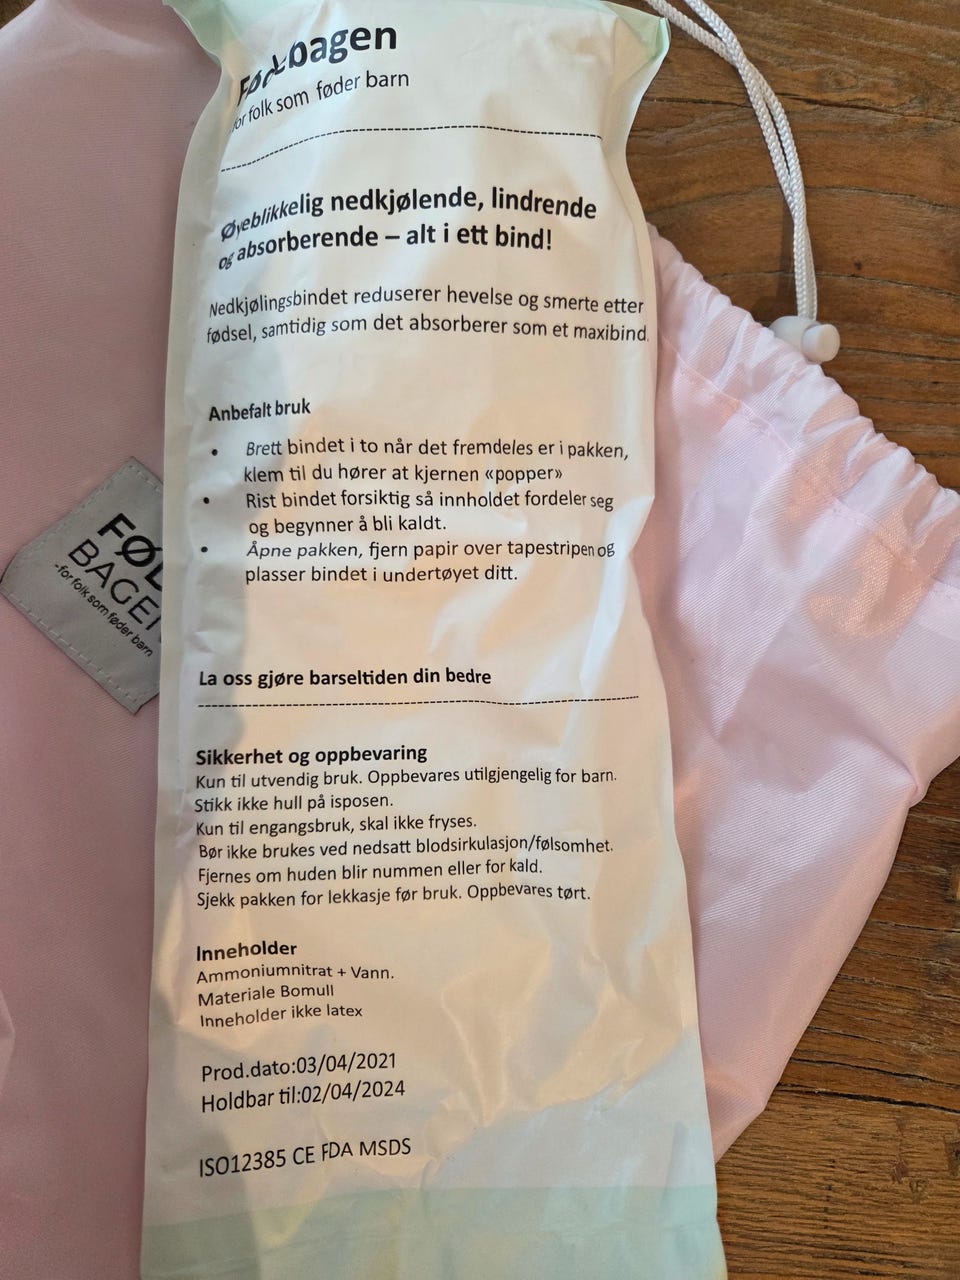 Fødebagen
-for folk som føder barn
Øyeblikkelig nedkjølende, lindrende
og absorberende – alt i ett bind!
Nedkjølingsbindet reduserer hevelse og smerte etter
fødsel, samtidig som det absorberer som et maxibind.
Anbefalt bruk
• Brett bindet i to når det fremdeles er i pakken,
klem til du hører at kjernen «popper»
• Rist bindet forsiktig så innholdet fordeler seg
og begynner å bli kaldt.
• Åpne pakken, fjern papir over tapestripen og
plasser bindet i undertøyet ditt.
La oss gjøre barseltiden din bedre
Sikkerhet og oppbevaring
Kun til utvendig bruk. Oppbevares utilgjengelig for barn.
Stikk ikke hull på isposen.
Kun til engangsbruk, skal ikke fryses.
Bør ikke brukes ved nedsatt blodsirkulasjon/følsomhet.
Fjernes om huden blir nummen eller for kald.
Sjekk pakken for lekkasje før bruk. Oppbevares tørt.
Inneholder
Ammoniumnitrat + Vann.
Materiale Bomull
Inneholder ikke latex
Prod.dato:03/04/2021
Holdbar til:02/04/2024
ISO12385 CE FDA MSDS
FØD
BAGEN
-for folk som føder barn